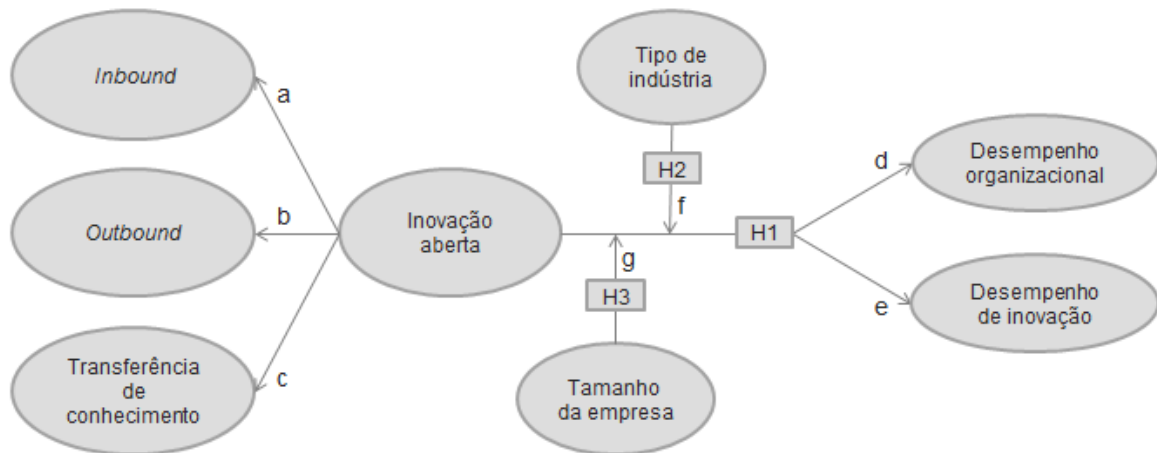 Inbound
a
Outbound
b
Transferência
de
conhecimento
c
Inovação
aberta
Tipo de
indústria
H2
f
g
H3
Tamanho
da empresa
H1
d
Desempenho
organizacional
e
Desempenho
de inovação